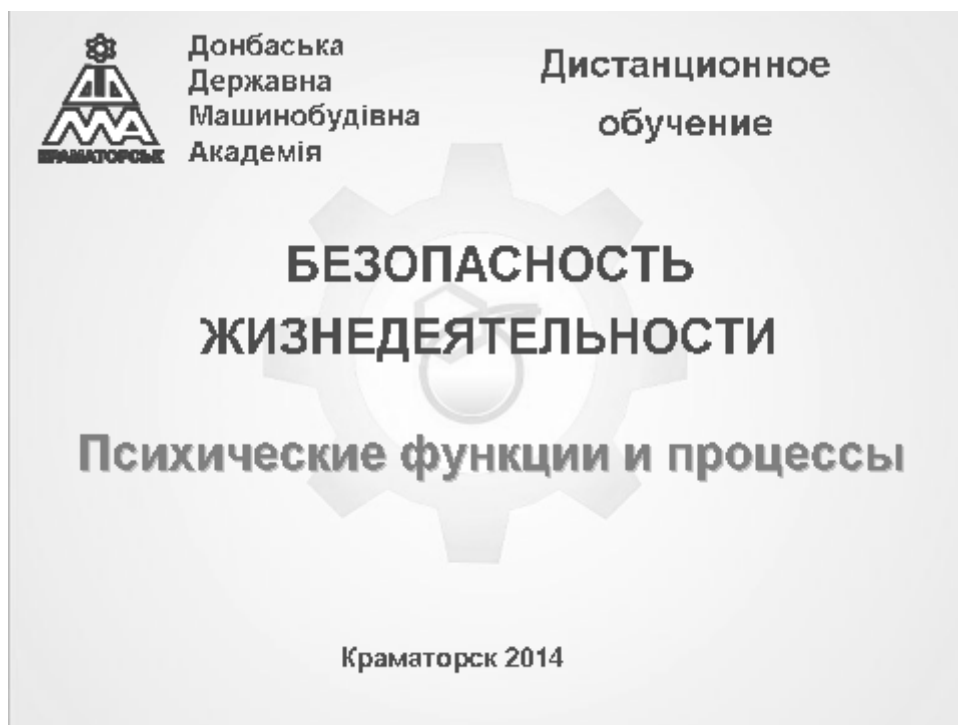 КРАМАТОРСЬК
Донбаська
Державна
Машинобудівна
Академія
Дистанционное
обучение
БЕЗОПАСНОСТЬ
ЖИЗНЕДЕЯТЕЛЬНОСТИ
Психические функции и процессы
Краматорск 2014